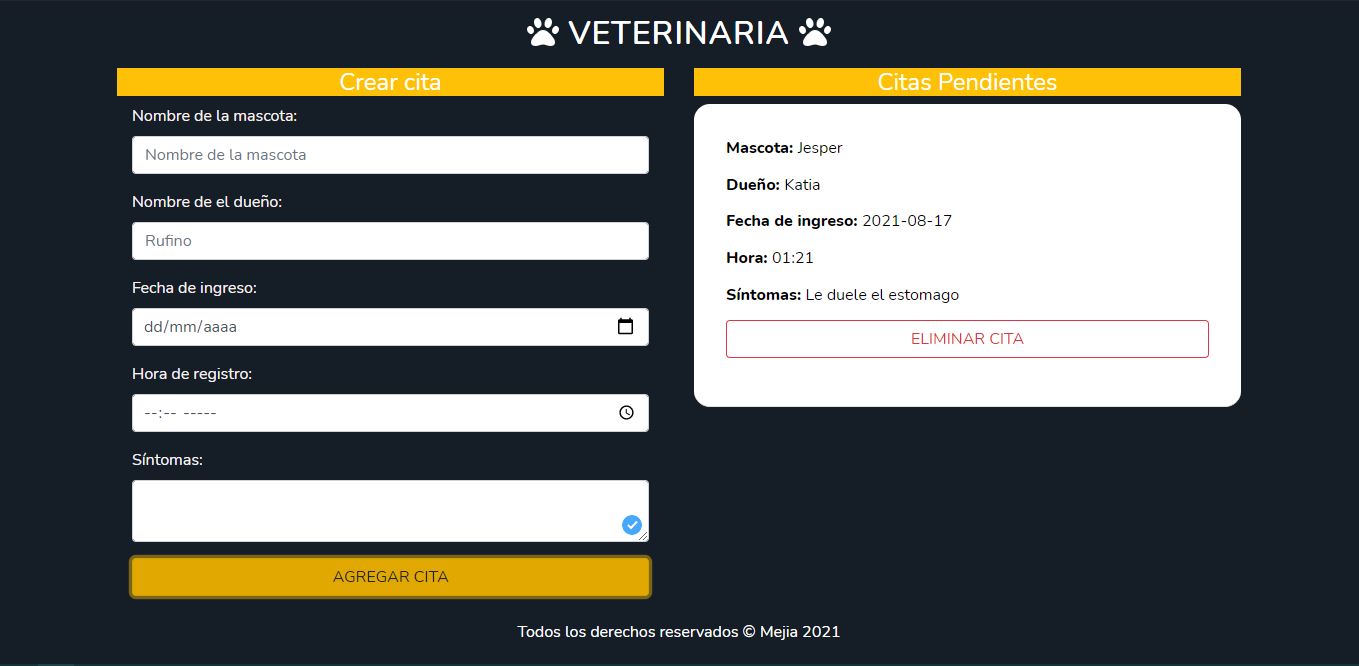 VETERINARIA
Crear cita
Nombre de la mascota:
Nombre de la mascota
Nombre de el dueño:
Rufino
Fecha de ingreso:
dd/mm/aaaa
Hora de registro:
--:-- -----
Síntomas:
AGREGAR CITA
Citas Pendientes
Mascota: Jesper
Dueño: Katia
Fecha de ingreso: 2021-08-17
Hora: 01:21
Síntomas: Le duele el estomago
ELIMINAR CITA
Todos los derechos reservados © Mejia 2021